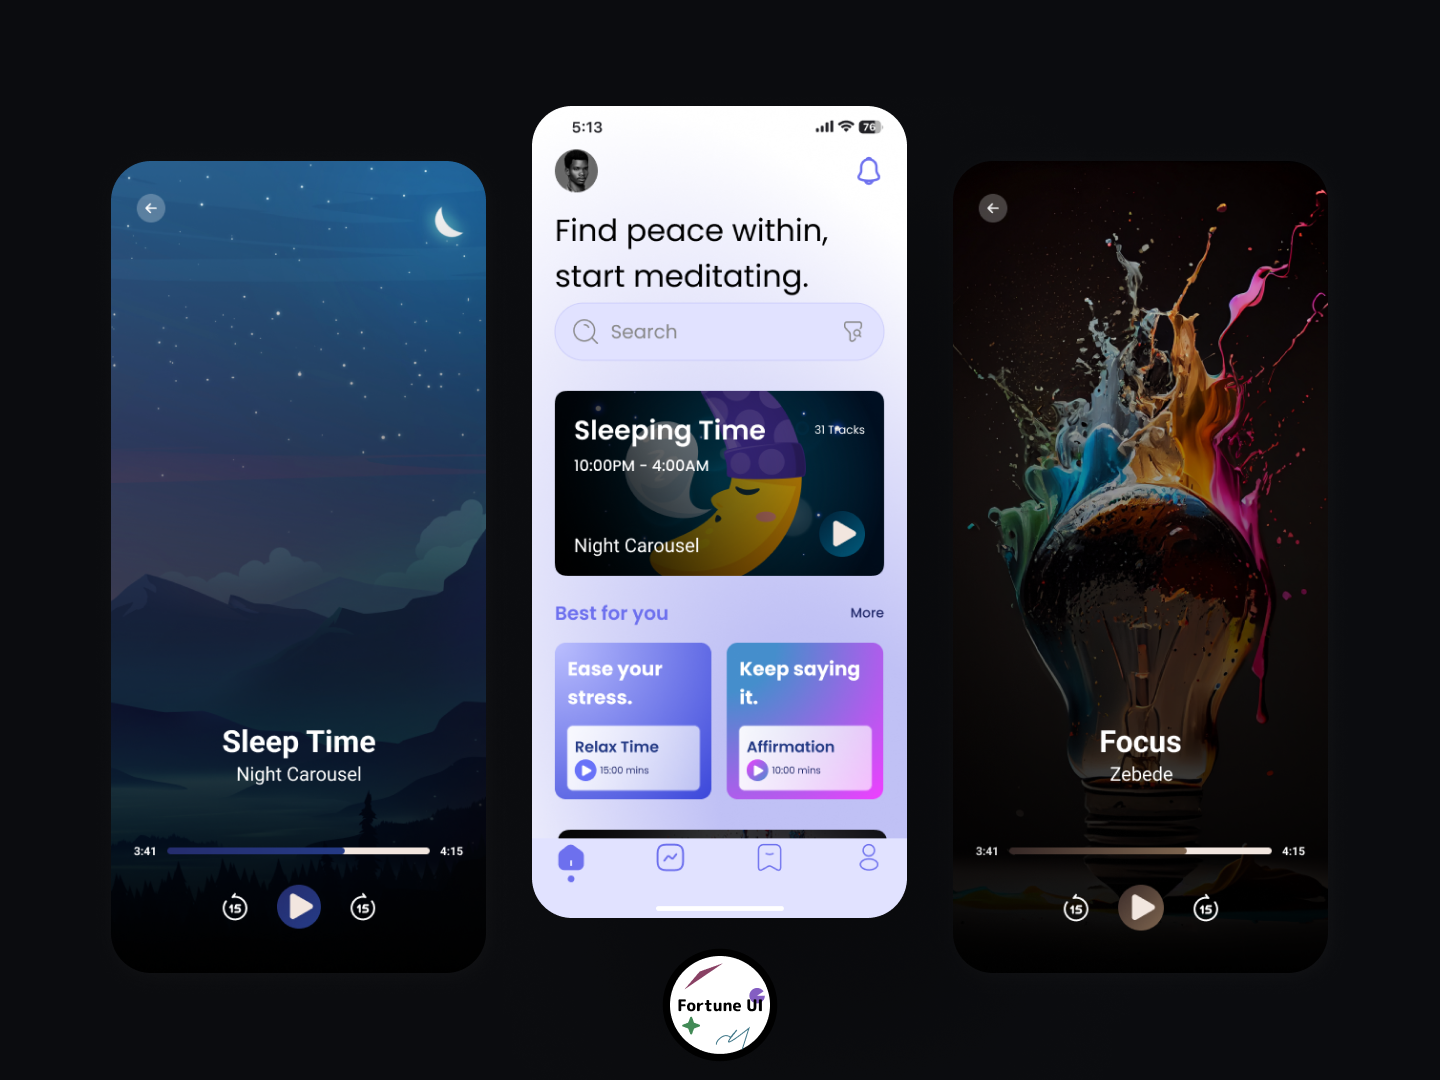 Sleep Time
Night Carousel
3:41
4:15
15
15
5:13
76
Find peace within,
start meditating.
Search
Sleeping Time
31 Tracks
10:00PM - 4:00AM
Night Carousel
Best for you
More
Ease your
stress.
Relax Time
15:00 mins
Keep saying
it.
Affirmation
10:00 mins
Focus
Zebede
3:41
4:15
15
15
Fortune UI